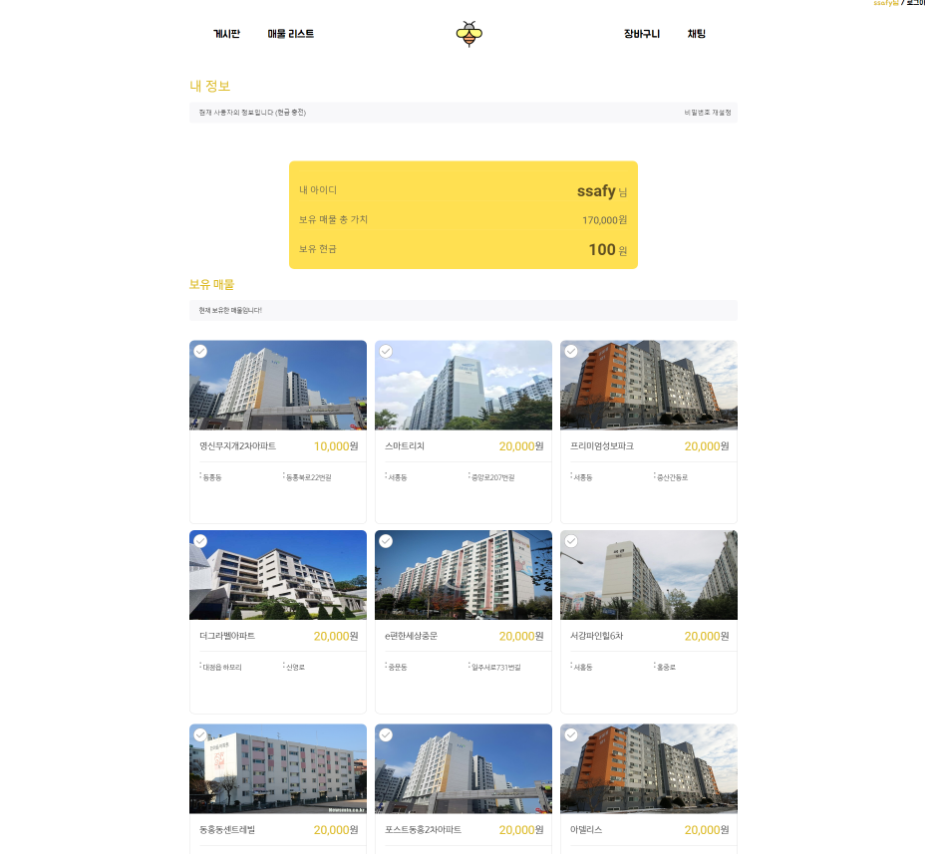 ssafy님 / 로그아
게시판 매물 리스트 장바구니 채팅
내 정보
현재 사용자의 정보입니다 (현금 충전) 비밀번호 재설정
내 아이디 ssafy 님
보유 매물 총 가치 170,000원
보유 현금 100 원
보유 매물
현재 보유한 매물입니다!
명신무지개2차아파트 10,000원
: 동홍동 : 동홍북로22번길
스마트리치 20,000원
: 서홍동 : 중앙로207번길
프리미엄성보파크 20,000원
: 서홍동 : 중산간동로
더그라벨아파트 20,000원
: 대정읍 하모리 : 신영로
e편한세상중문 20,000원
: 중문동 : 일주서로731번길
서강파인힐6차 20,000원
: 서홍동 : 홍중로
동홍동센트레빌 20,000원
포스트동홍2차아파트 20,000원
아델리스 20,000원